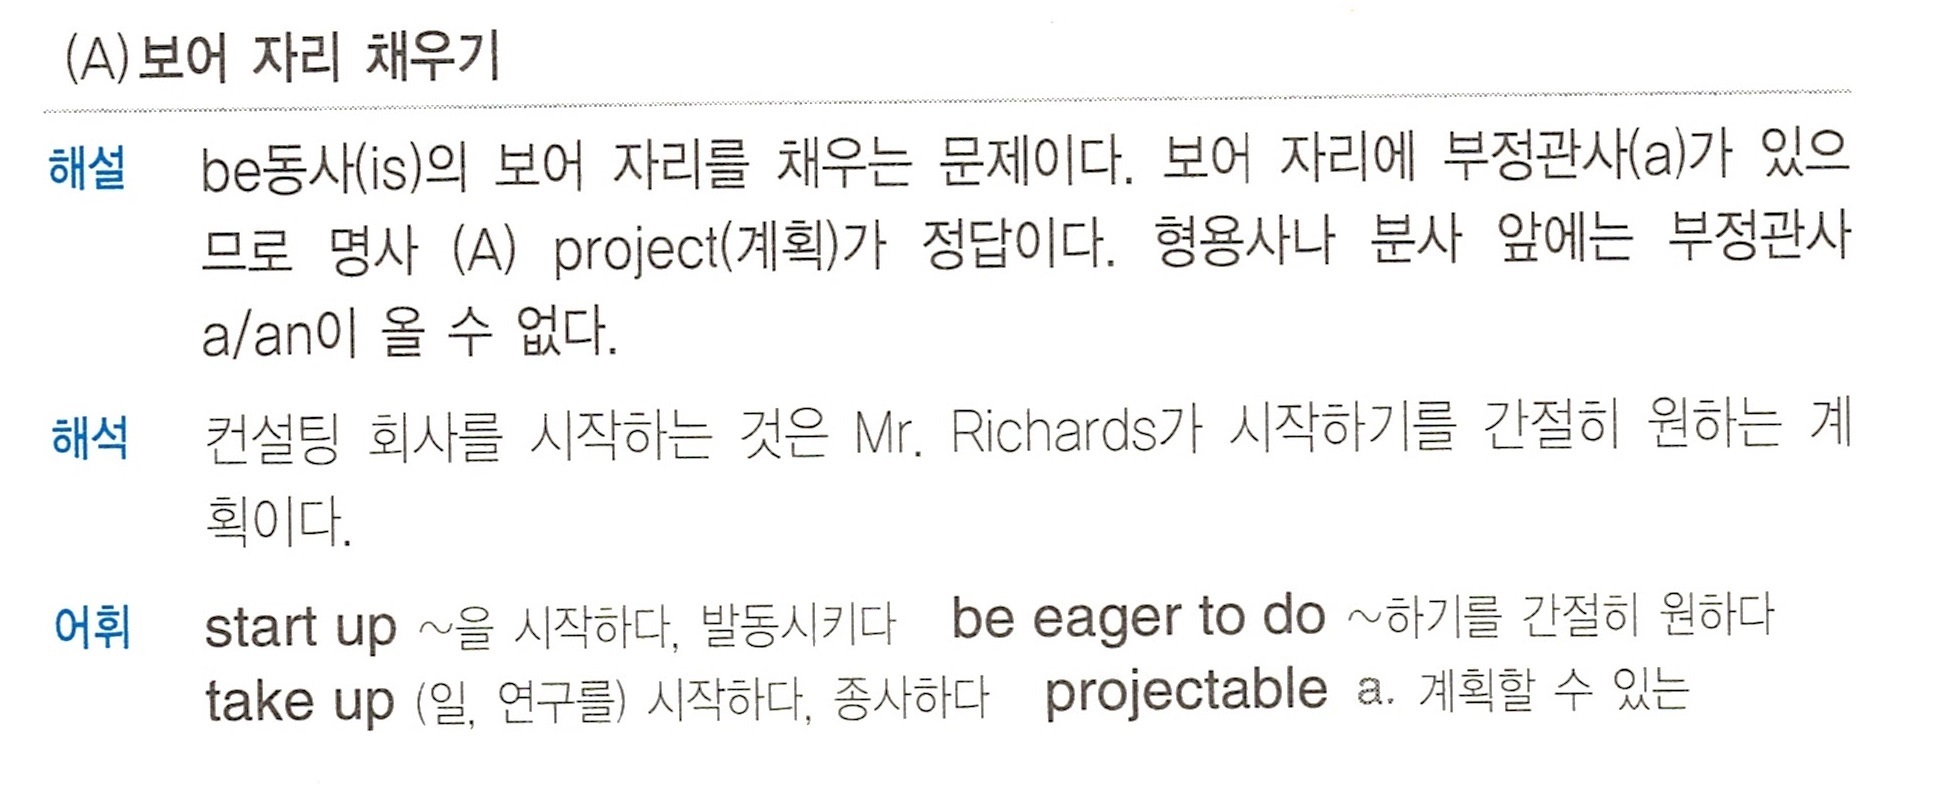 (A) 보어 자리 채우기
해설 be동사(is)의 보어 자리를 채우는 문제이다. 보어 자리에 부정관사(a)가 있으
므로 명사 (A) project(계획)가 정답이다. 형용사나 분사 앞에는 부정관사
a/an이 올 수 없다.
해석 컨설팅 회사를 시작하는 것은 Mr. Richards가 시작하기를 간절히 원하는 계
획이다.
어휘 start up ~을 시작하다, 발동시키다 be eager to do ~하기를 간절히 원하다
take up (일, 연구를) 시작하다, 종사하다 projectable a. 계획할 수 있는